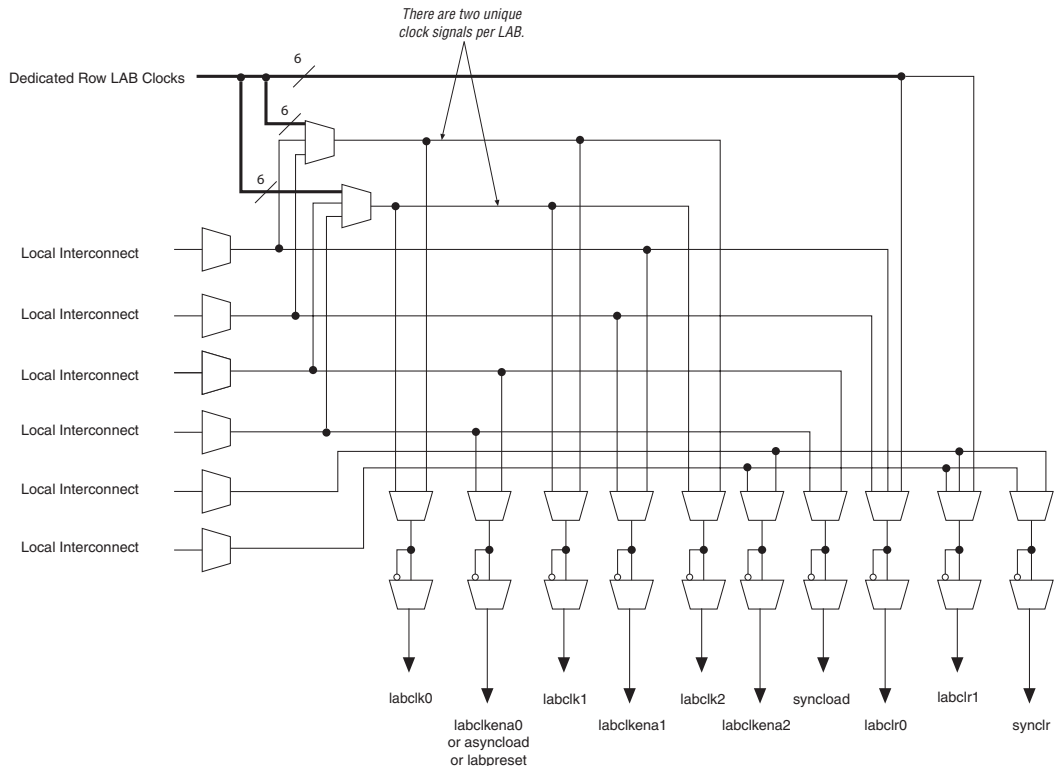 There are two unique
clock signals per LAB.
6
Dedicated Row LAB Clocks
6
6
Local Interconnect
Local Interconnect
Local Interconnect
Local Interconnect
Local Interconnect
Local Interconnect
labclk0
labclk1
labclk2
syncload
labclr1
labclkena0
or asyncload
or labpreset
labclkena1
labclkena2
labclr0
synclr